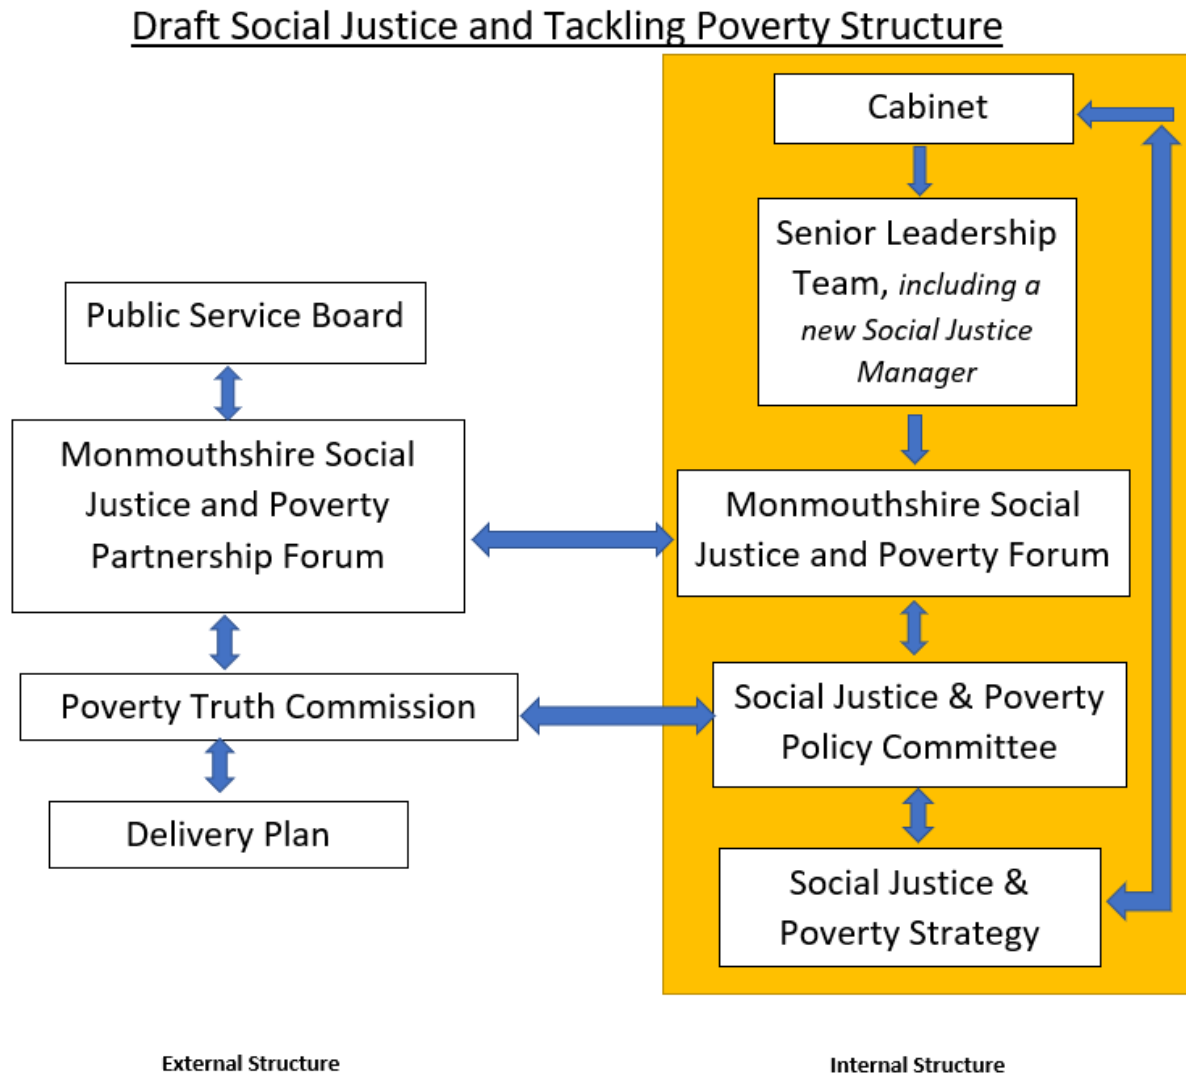 Draft Social Justice and Tackling Poverty Structure
Cabinet
Senior Leadership
Team, including a
new Social Justice
Manager
Public Service Board
Monmouthshire Social
Justice and Poverty
Partnership Forum
Monmouthshire Social
Justice and Poverty Forum
Poverty Truth Commission
Social Justice & Poverty
Policy Committee
Delivery Plan
Social Justice &
Poverty Strategy
External Structure
Internal Structure